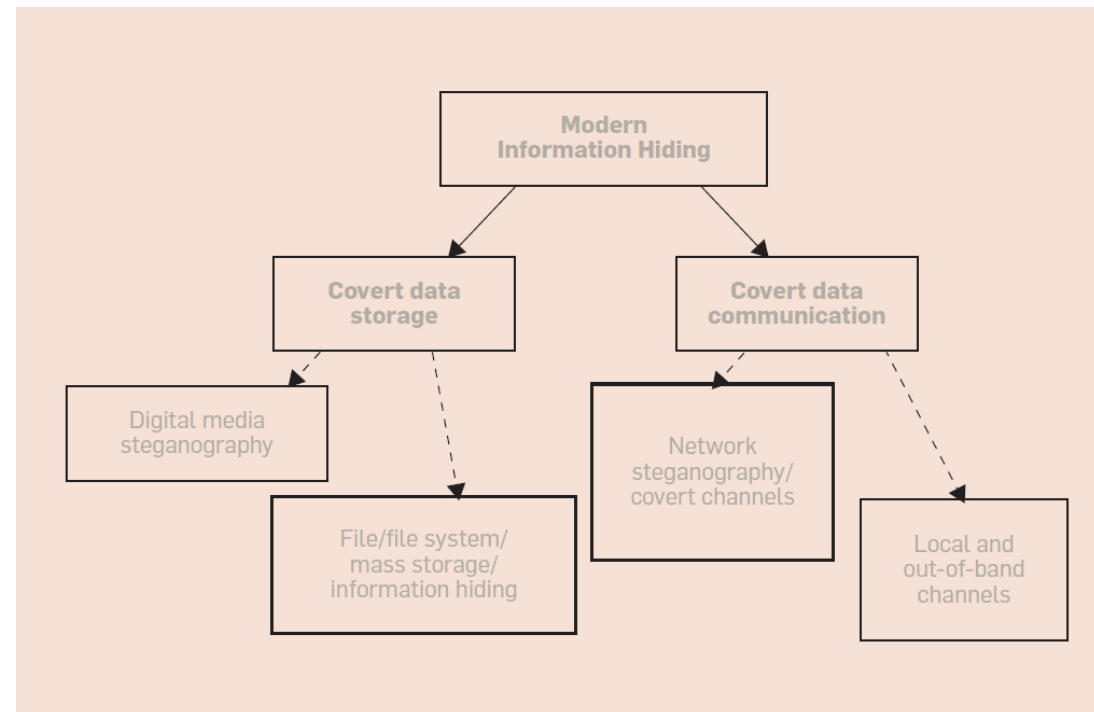 Modern
Information Hiding
Covert data
storage
Covert data
communication
Digital media
steganography
File/file system/
mass storage/
information hiding
Network
steganography/
covert channels
Local and
out-of-band
channels